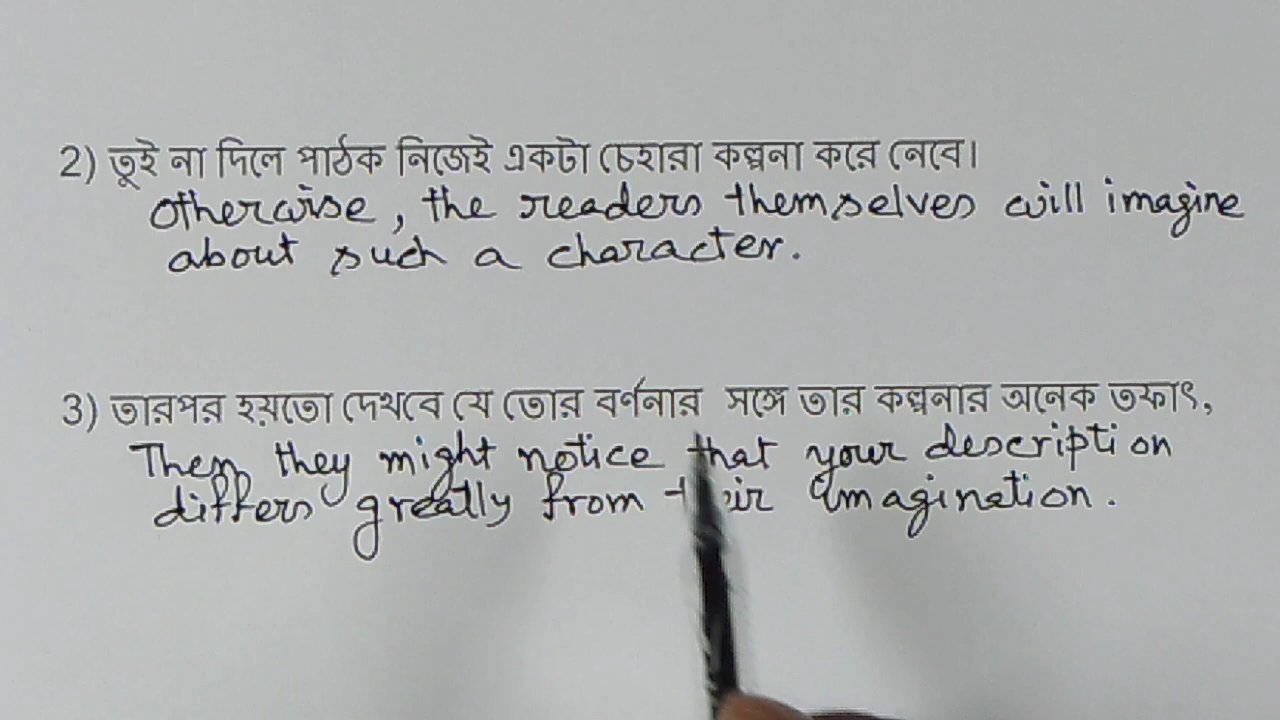 2) তুই না দিলে পাঠক নিজেই একটা চেহারা কল্পনা করে নেবে।
Otherwise, the readers themselves will imagine
about such a character.
3) তারপর হয়তো দেখবে যে তোর বর্ণনার সঙ্গে তার কল্পনার অনেক তফাৎ,
Then they might notice that your description
differs greatly from their imagination.